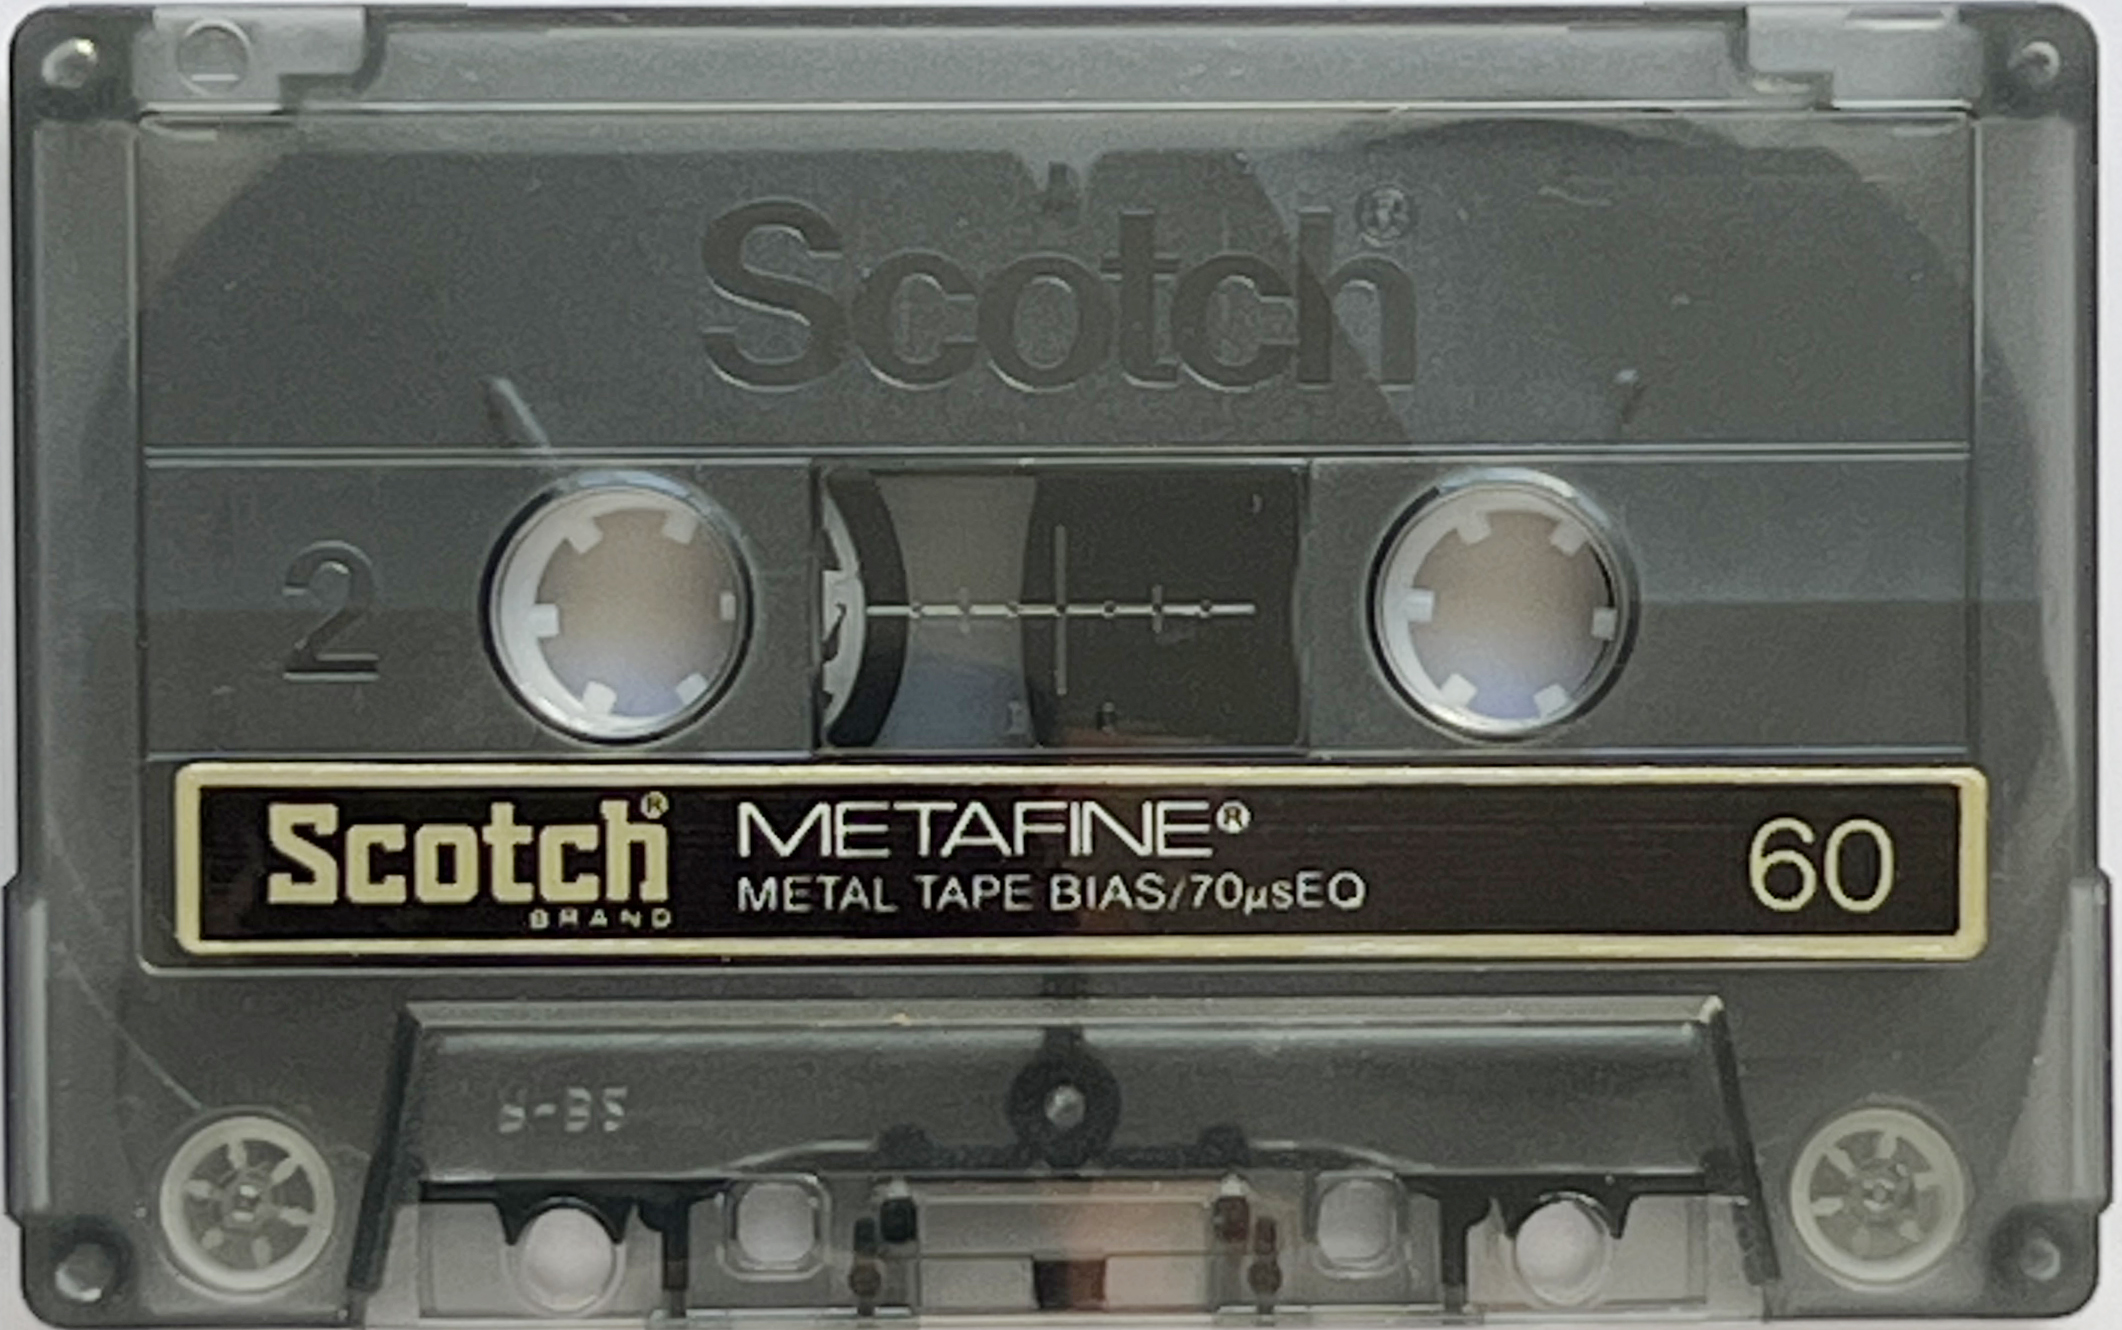 Scotch®
2
Scotch® METAFINE® 60
BRAND METAL TAPE BIAS/70µsEQ